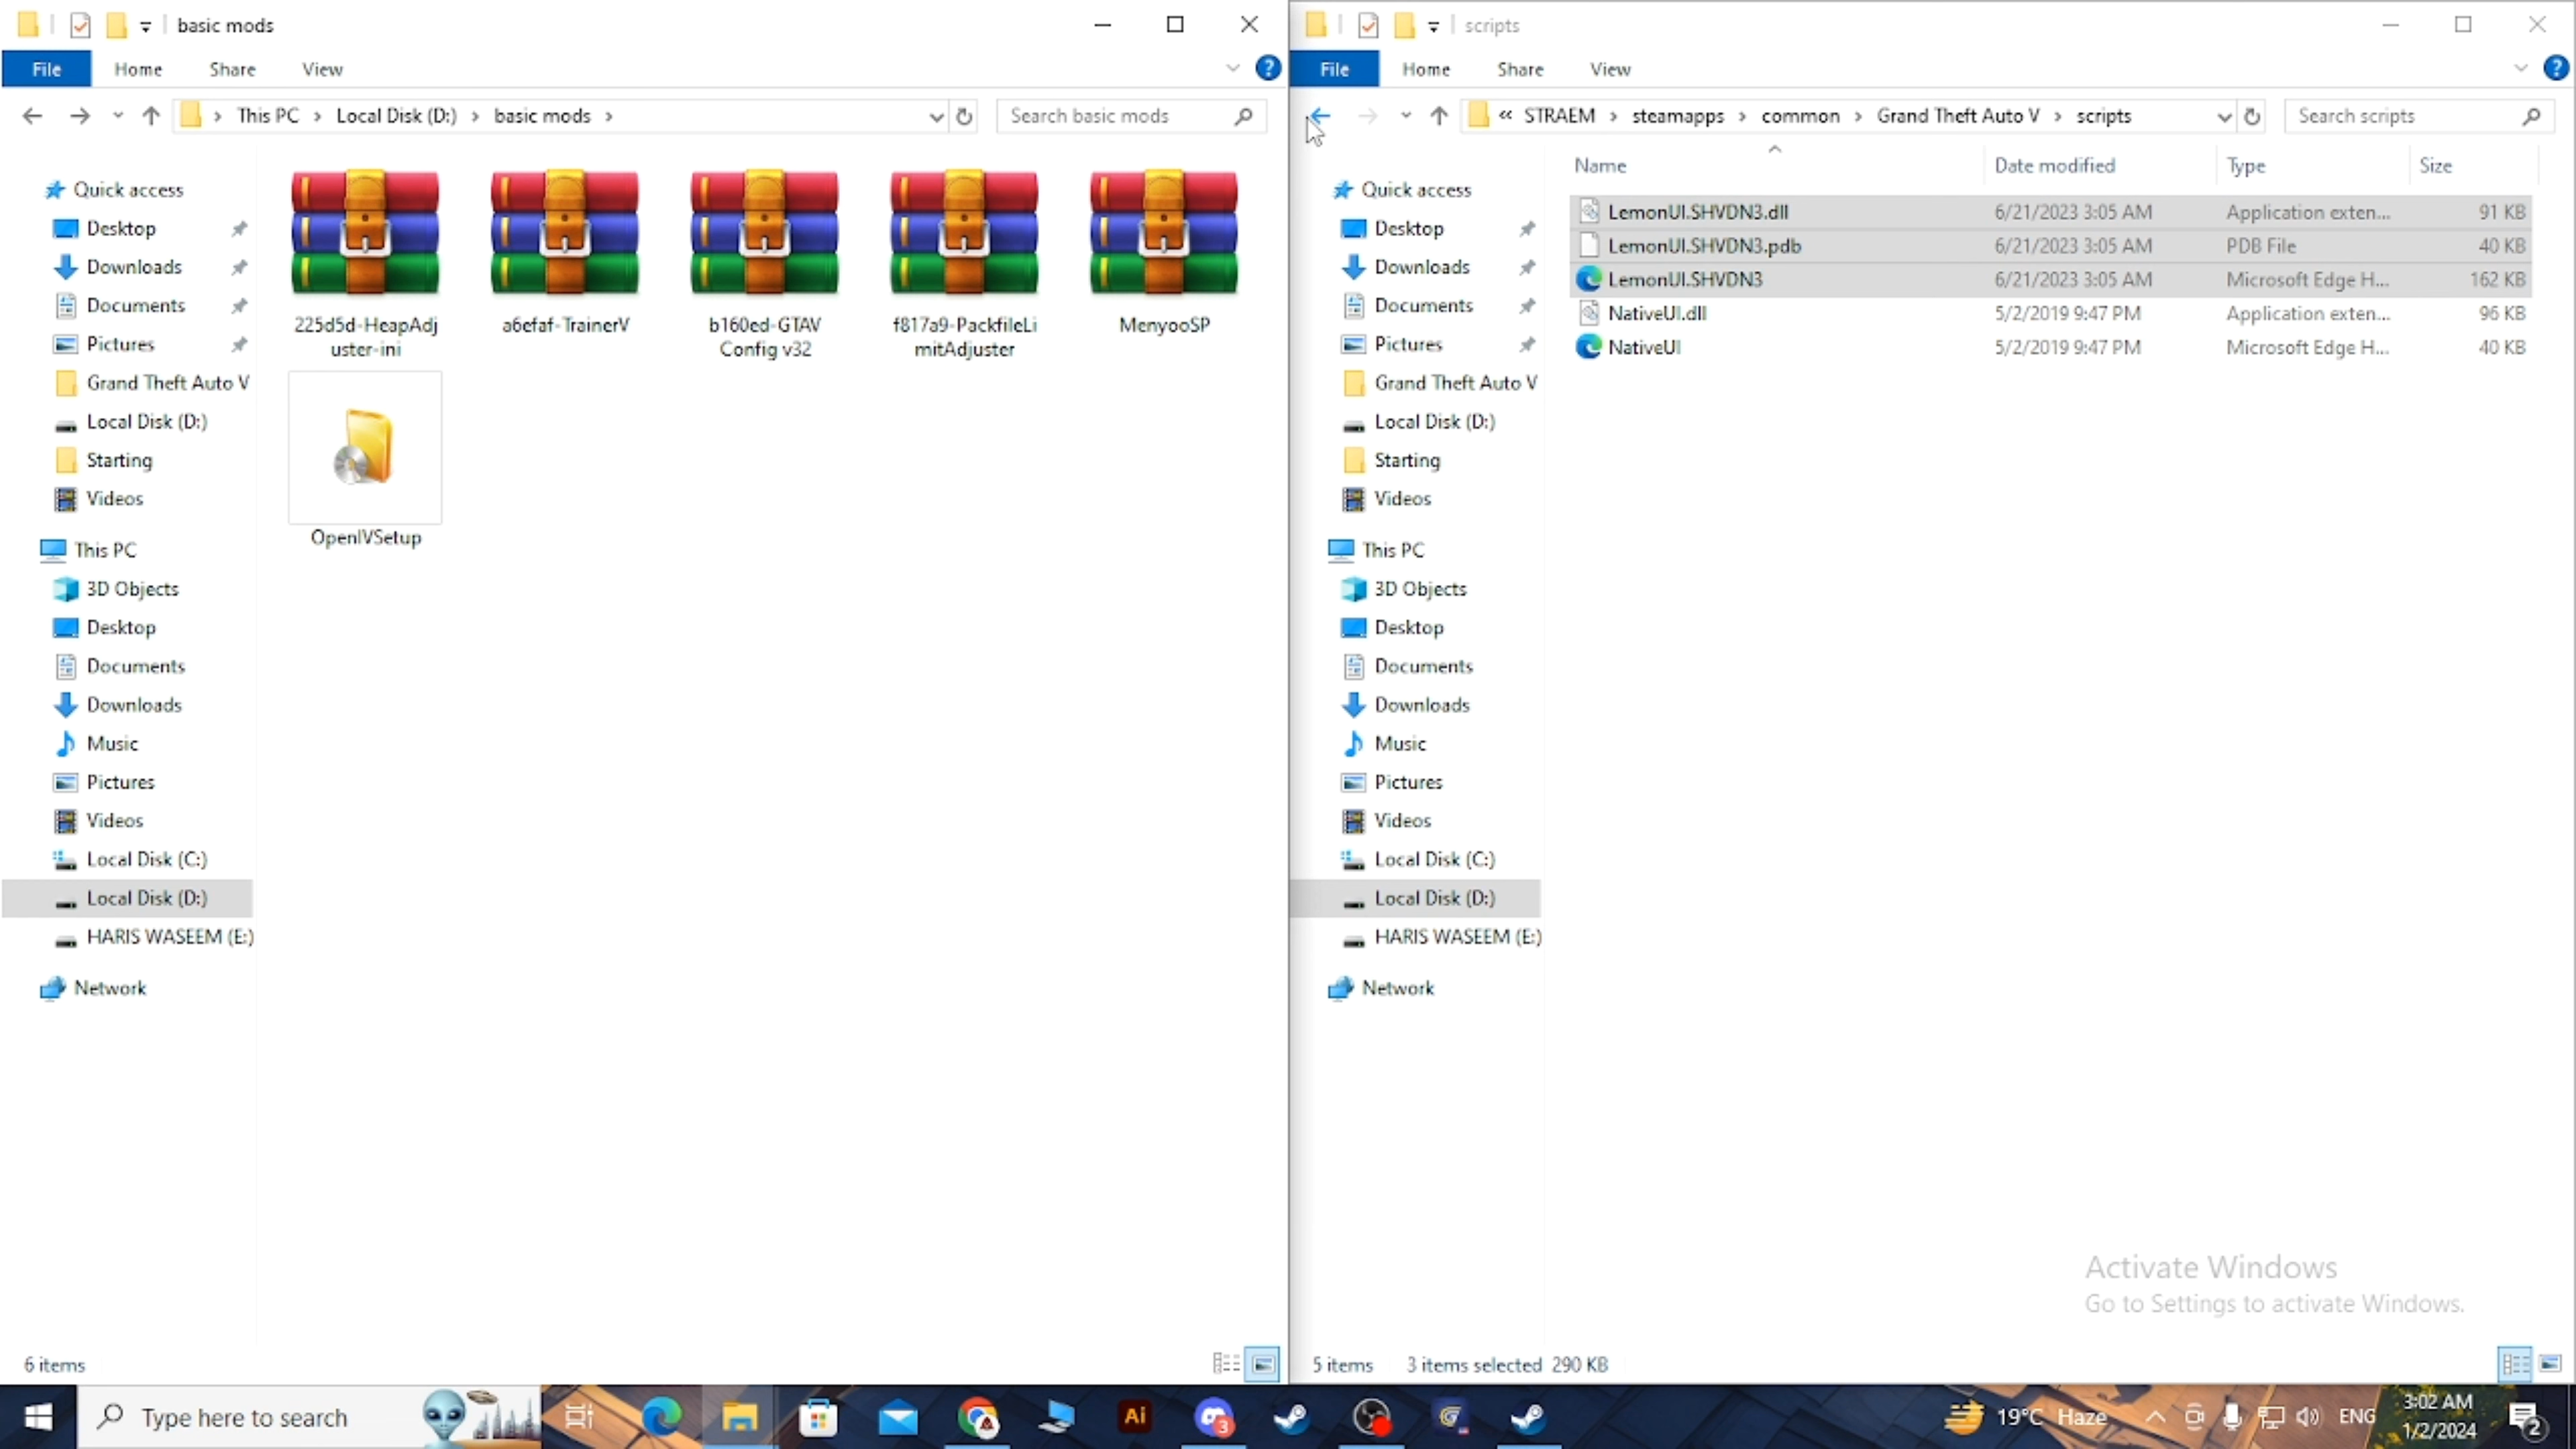 basic mods
File Home Share View
This PC Local Disk (D:) basic mods
Search basic mods
Quick access
Desktop
Downloads
Documents
Pictures
Grand Theft Auto V
Local Disk (D:)
Starting
Videos
This PC
3D Objects
Desktop
Documents
Downloads
Music
Pictures
Videos
Local Disk (C:)
Local Disk (D:)
HARIS WASEEM (E:)
Network
225d5d-HeapAdj
uster-ini
a6efaf-TrainerV
b160ed-GTAV
Config v32
f817a9-PackfileLi
mitAdjuster
MenyooSP
OpenIVSetup
6 items
scripts
File Home Share View
« STRAEM steamapps common Grand Theft Auto V scripts
Search scripts
Quick access
Desktop
Downloads
Documents
Pictures
Grand Theft Auto V
Local Disk (D:)
Starting
Videos
This PC
3D Objects
Desktop
Documents
Downloads
Music
Pictures
Videos
Local Disk (C:)
Local Disk (D:)
HARIS WASEEM (E:)
Network
Name Date modified Type Size
LemonUI.SHVDN3.dll 6/21/2023 3:05 AM Application exten... 91 KB
LemonUI.SHVDN3.pdb 6/21/2023 3:05 AM PDB File 40 KB
LemonUI.SHVDN3 6/21/2023 3:05 AM Microsoft Edge H... 162 KB
NativeUI.dll 5/2/2019 9:47 PM Application exten... 96 KB
NativeUI 5/2/2019 9:47 PM Microsoft Edge H... 40 KB
Activate Windows
Go to Settings to activate Windows.
5 items 3 items selected 290 KB
Type here to search
Ai
3
19°C Haze
ENG
3:02 AM
1/2/2024
2